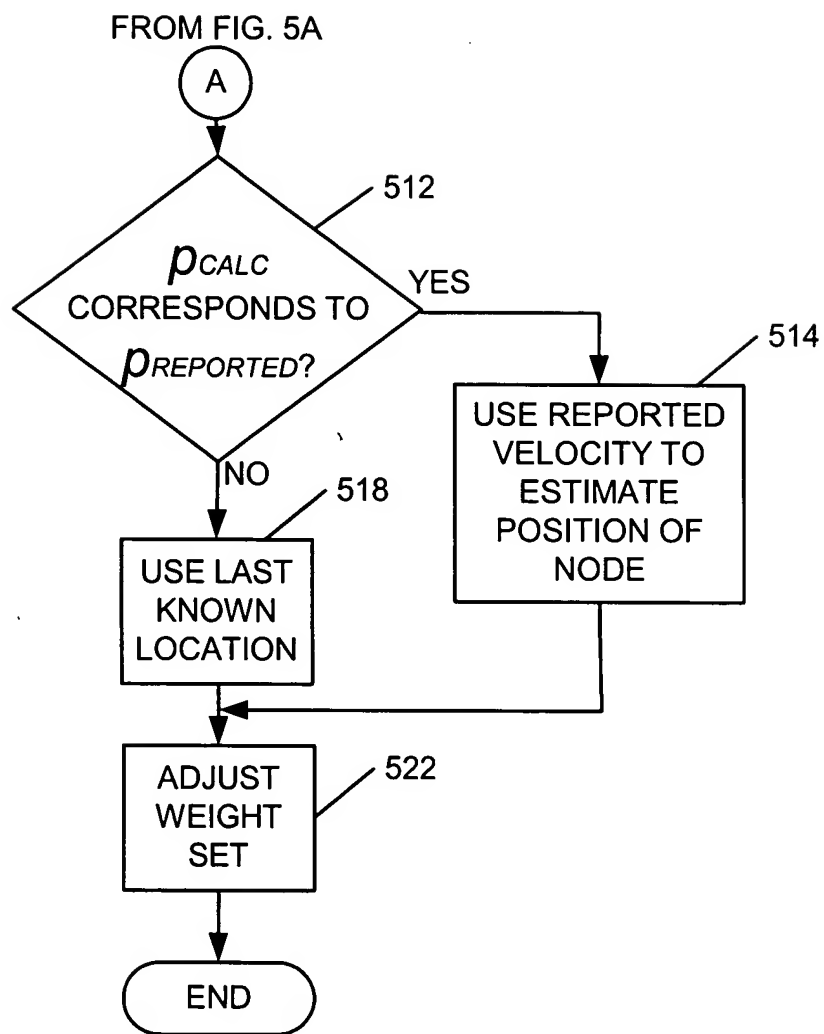 FROM FIG. 5A
A
512
pCALC
CORRESPONDS TO
pREPORTED?
YES
NO
514
USE REPORTED
VELOCITY TO
ESTIMATE
POSITION OF
NODE
518
USE LAST
KNOWN
LOCATION
522
ADJUST
WEIGHT
SET
END